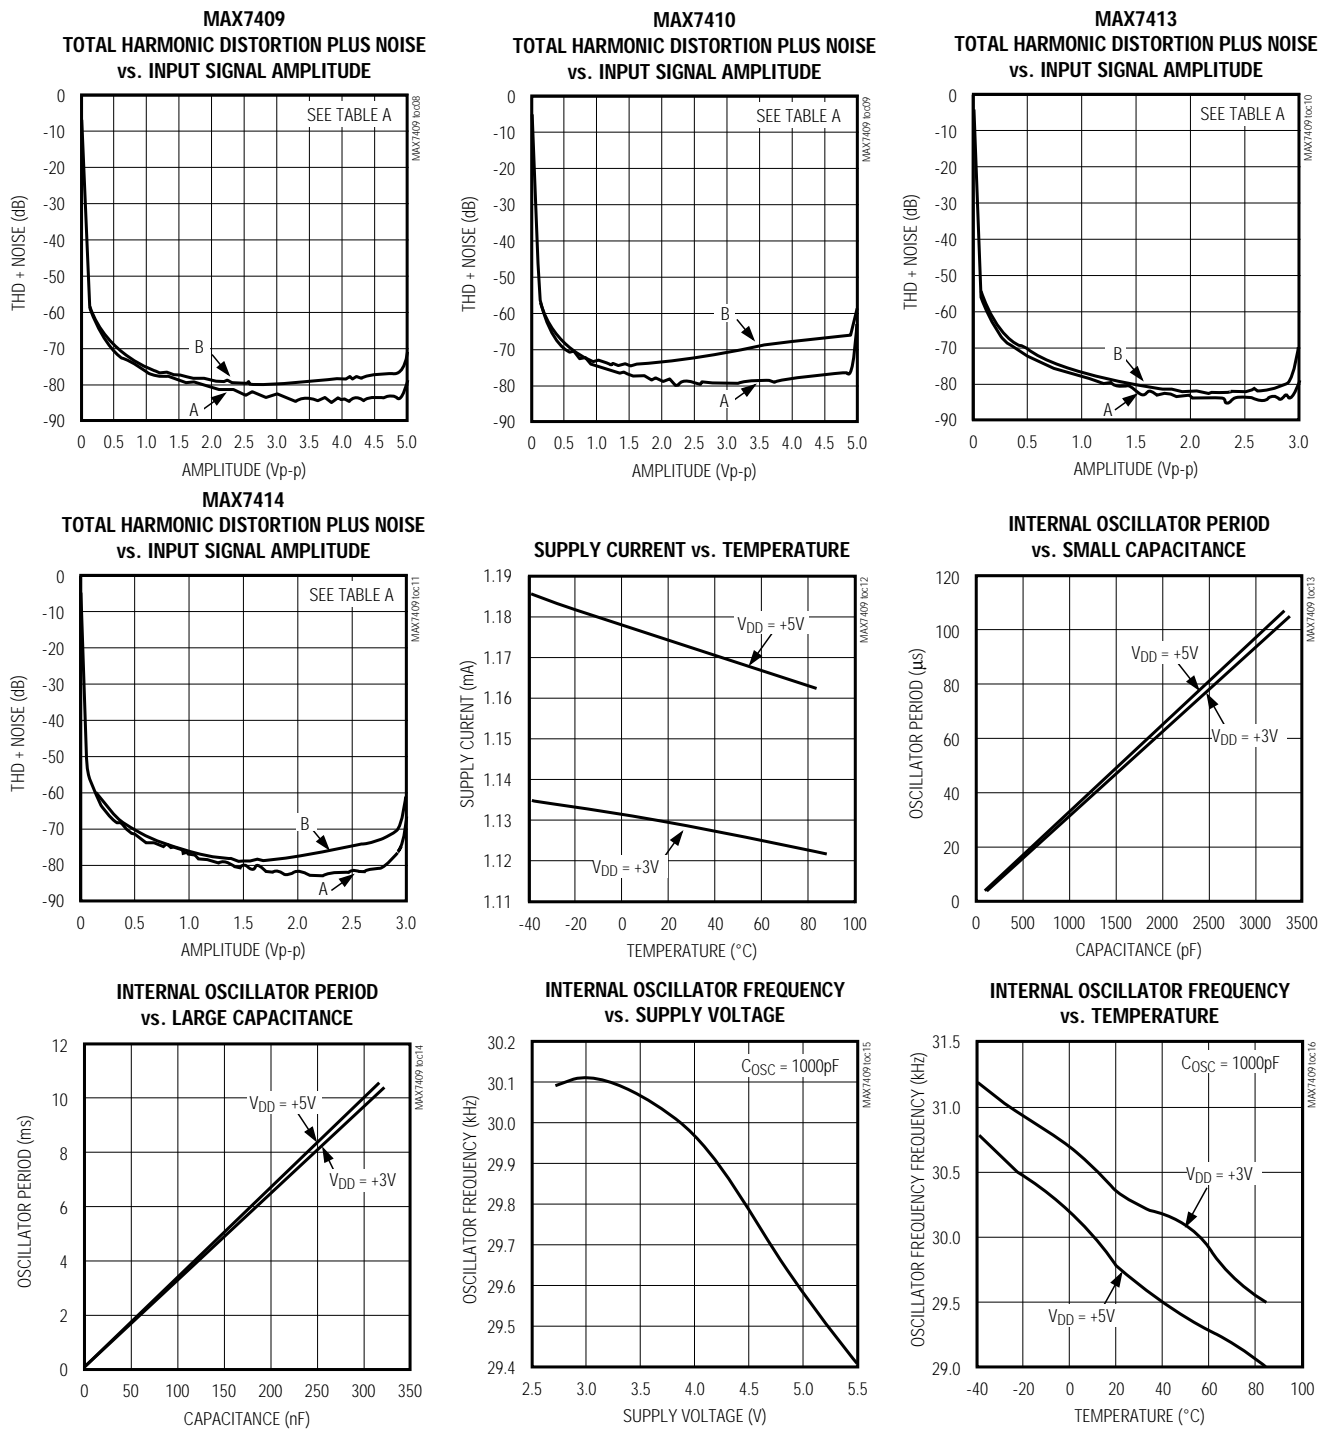 MAX7409
TOTAL HARMONIC DISTORTION PLUS NOISE
vs. INPUT SIGNAL AMPLITUDE
0
-10
-20
-30
-40
-50
-60
-70
-80
-90
THD + NOISE (dB)
SEE TABLE A
MAX7409 toc08
B
A
0 0.5 1.0 1.5 2.0 2.5 3.0 3.5 4.0 4.5 5.0
AMPLITUDE (Vp-p)
MAX7410
TOTAL HARMONIC DISTORTION PLUS NOISE
vs. INPUT SIGNAL AMPLITUDE
0
-10
-20
-30
-40
-50
-60
-70
-80
-90
THD + NOISE (dB)
SEE TABLE A
MAX7409 toc09
B
A
0 0.5 1.0 1.5 2.0 2.5 3.0 3.5 4.0 4.5 5.0
AMPLITUDE (Vp-p)
MAX7413
TOTAL HARMONIC DISTORTION PLUS NOISE
vs. INPUT SIGNAL AMPLITUDE
0
-10
-20
-30
-40
-50
-60
-70
-80
-90
THD + NOISE (dB)
SEE TABLE A
MAX7409 toc10
B
A
0 0.5 1.0 1.5 2.0 2.5 3.0
AMPLITUDE (Vp-p)
MAX7414
TOTAL HARMONIC DISTORTION PLUS NOISE
vs. INPUT SIGNAL AMPLITUDE
0
-10
-20
-30
-40
-50
-60
-70
-80
-90
THD + NOISE (dB)
SEE TABLE A
MAX7409 toc11
B
A
0 0.5 1.0 1.5 2.0 2.5 3.0
AMPLITUDE (Vp-p)
SUPPLY CURRENT vs. TEMPERATURE
1.19
1.18
1.17
1.16
1.15
1.14
1.13
1.12
1.11
SUPPLY CURENT (mA)
MAX7409 toc12
VDD = +5V
VDD = +3V
-40 -20 0 20 40 60 80 100
TEMPERATURE (°C)
INTERNAL OSCILLATOR PERIOD
vs. SMALL CAPACITANCE
120
100
80
60
40
20
0
OSCILLATOR PERIOD (µs)
MAX7409 toc13
VDD = +5V
VDD = +3V
0 500 1000 1500 2000 2500 3000 3500
CAPACITANCE (pF)
INTERNAL OSCILLATOR PERIOD
vs. LARGE CAPACITANCE
12
10
8
6
4
2
0
OSCILLATOR PERIOD (ms)
MAX7409 toc14
VDD = +5V
VDD = +3V
0 50 100 150 200 250 300 350
CAPACITANCE (nF)
INTERNAL OSCILLATOR FREQUENCY
vs. SUPPLY VOLTAGE
30.2
30.1
30.0
29.9
29.8
29.7
29.6
29.5
29.4
OSCILLATOR FREQUENCY (kHz)
COSC = 1000pF
MAX7409 toc15
2.5 3.0 3.5 4.0 4.5 5.0 5.5
SUPPLY VOLTAGE (V)
INTERNAL OSCILLATOR FREQUENCY
vs. TEMPERATURE
31.5
31.0
30.5
30.0
29.5
29.0
OSCILLATOR FREQUENCY FREQUENCY (kHz)
COSC = 1000pF
MAX7409 toc16
VDD = +3V
VDD = +5V
-40 -20 0 20 40 60 80 100
TEMPERATURE (°C)